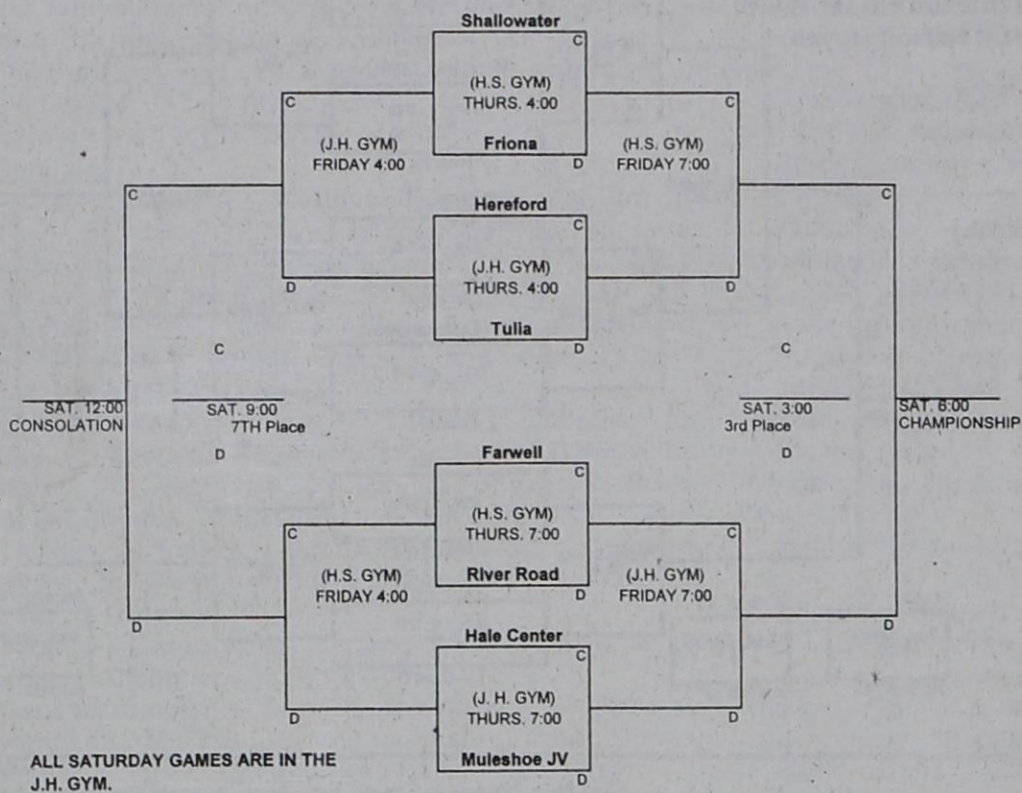 Shallowater
C
(H.S. GYM)
THURS. 4:00
Friona
D
C
(J.H. GYM)
FRIDAY 4:00
C
(H.S. GYM)
FRIDAY 7:00
C
C
Hereford
C
(J.H. GYM)
THURS. 4:00
Tulia
D
D
D
C
C
SAT. 12:00
CONSOLATION
SAT. 9:00
7TH Place
SAT. 3:00
3rd Place
SAT. 6:00
CHAMPIONSHIP
D
D
Farwell
C
(H.S. GYM)
THURS. 7:00
River Road
D
C
(H.S. GYM)
FRIDAY 4:00
C
(J.H. GYM)
FRIDAY 7:00
D
D
Hale Center
C
(J. H. GYM)
THURS. 7:00
Muleshoe JV
D
D
D
ALL SATURDAY GAMES ARE IN THE
J.H. GYM.